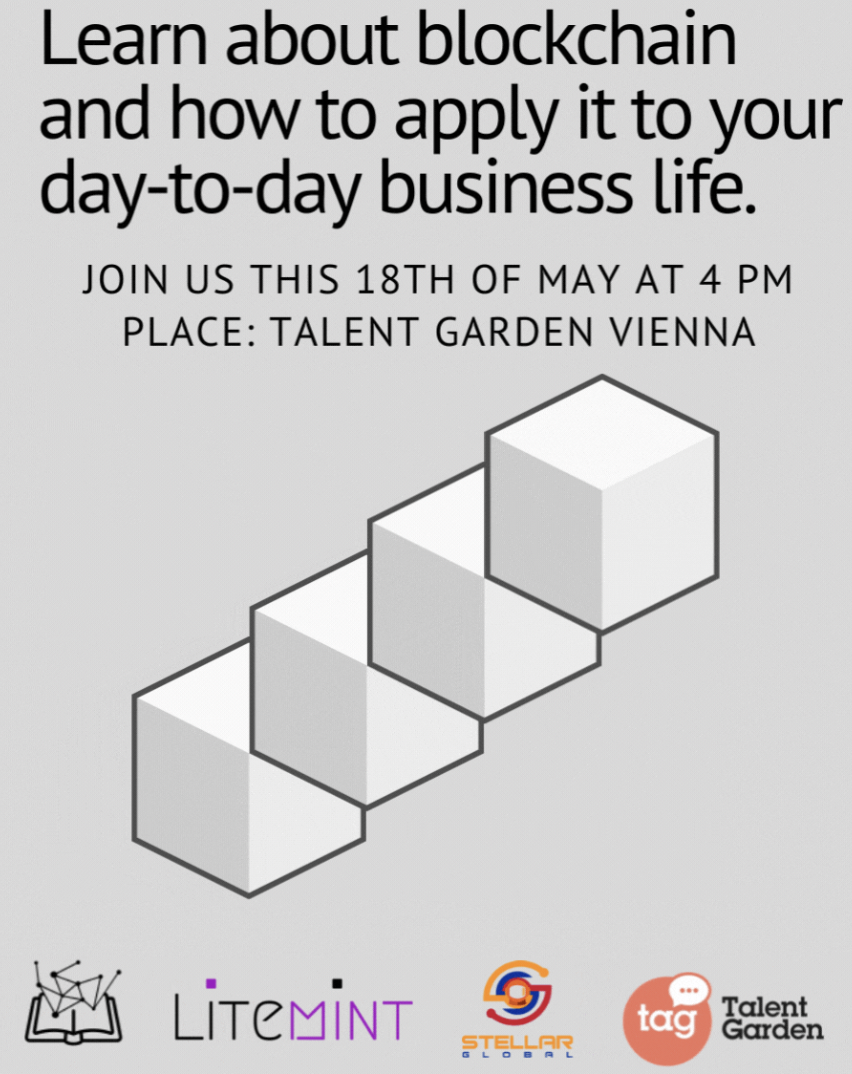 Learn about blockchain
and how to apply it to your
day-to-day business life.
JOIN US THIS 18TH OF MAY AT 4 PM
PLACE: TALENT GARDEN VIENNA
LiTeMiNT
STELLAR
GLOBAL
tag
Talent
Garden